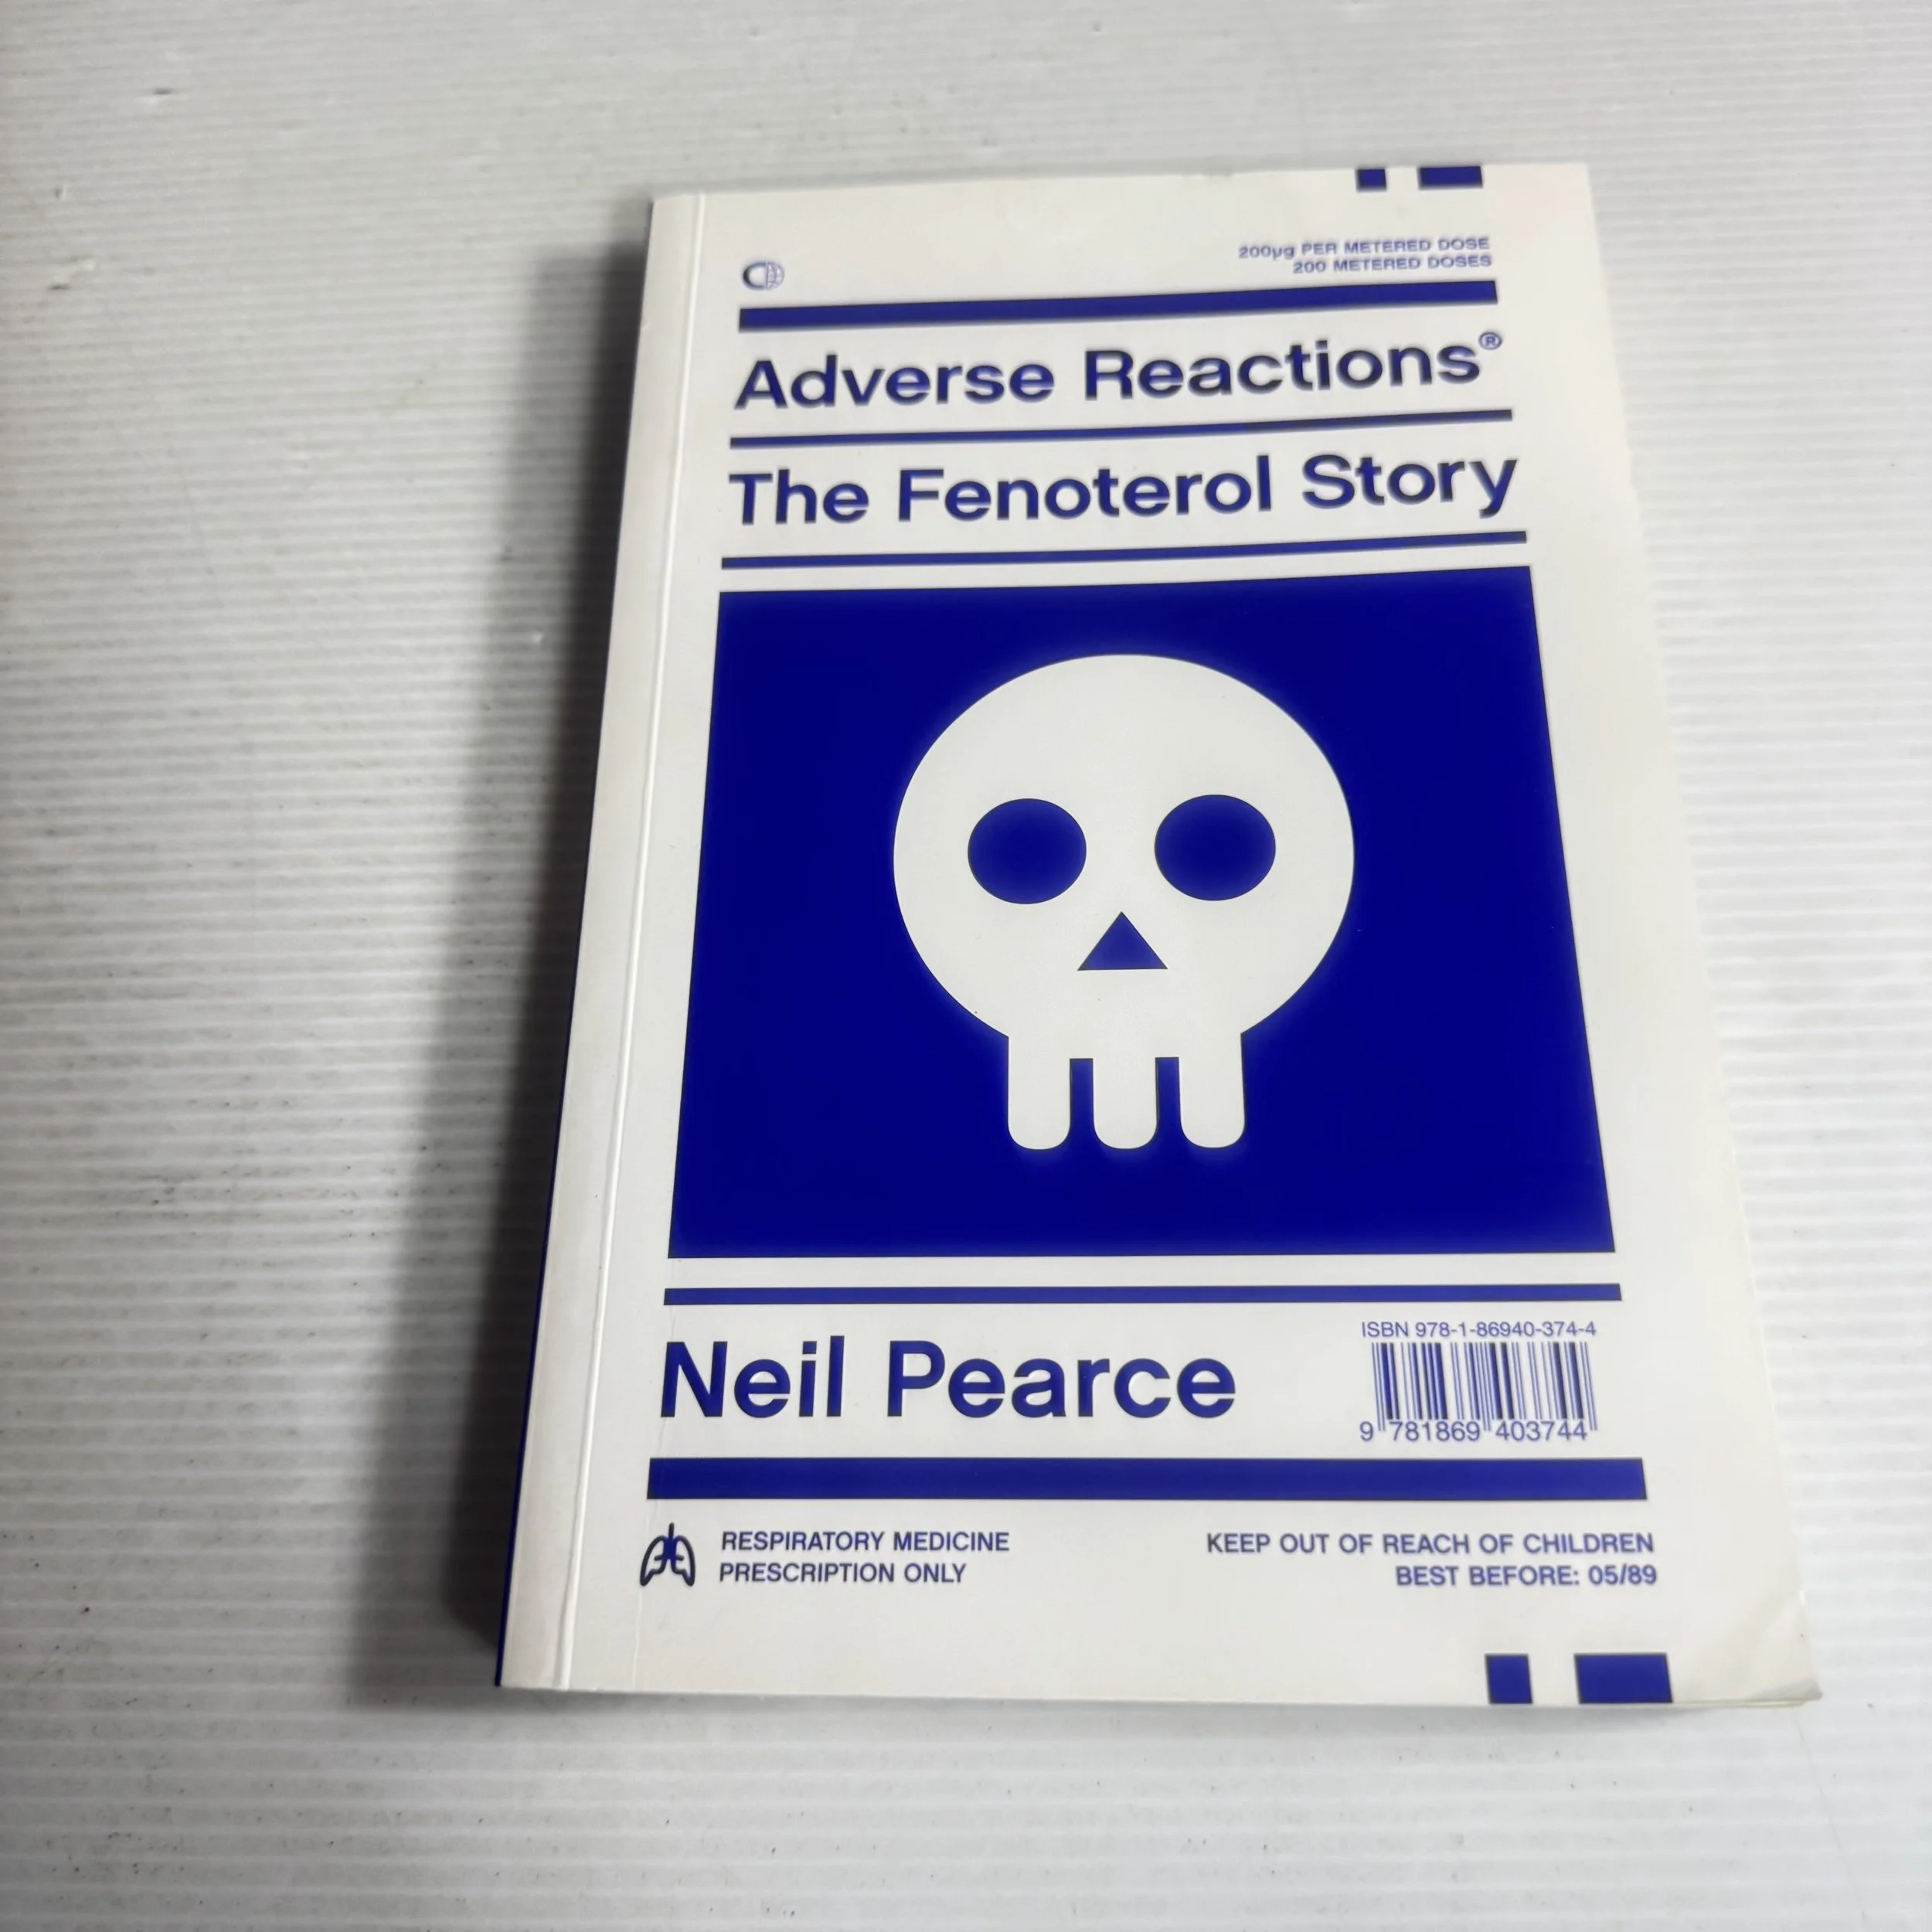 200µg PER METERED DOSE
200 METERED DOSES
Adverse Reactions®
The Fenoterol Story
Neil Pearce
ISBN 978-1-86940-374-4
9 781869 403744
RESPIRATORY MEDICINE
PRESCRIPTION ONLY
KEEP OUT OF REACH OF CHILDREN
BEST BEFORE: 05/89